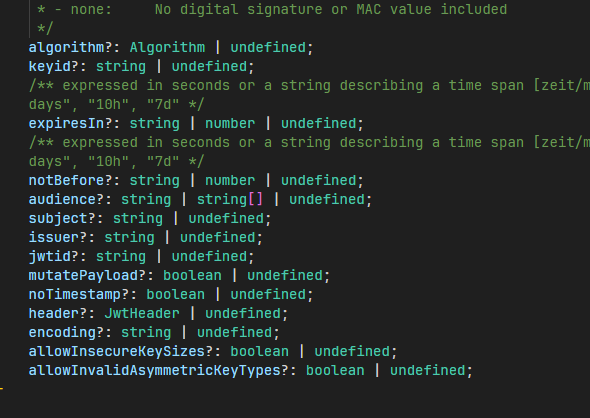 * - none:     No digital signature or MAC value included
*/
algorithm?: Algorithm | undefined;
keyid?: string | undefined;
/** expressed in seconds or a string describing a time span [zeit/m
days", "10h", "7d" */
expiresIn?: string | number | undefined;
/** expressed in seconds or a string describing a time span [zeit/m
days", "10h", "7d" */
notBefore?: string | number | undefined;
audience?: string | string[] | undefined;
subject?: string | undefined;
issuer?: string | undefined;
jwtid?: string | undefined;
mutatePayload?: boolean | undefined;
noTimestamp?: boolean | undefined;
header?: JwtHeader | undefined;
encoding?: string | undefined;
allowInsecureKeySizes?: boolean | undefined;
allowInvalidAsymmetricKeyTypes?: boolean | undefined;